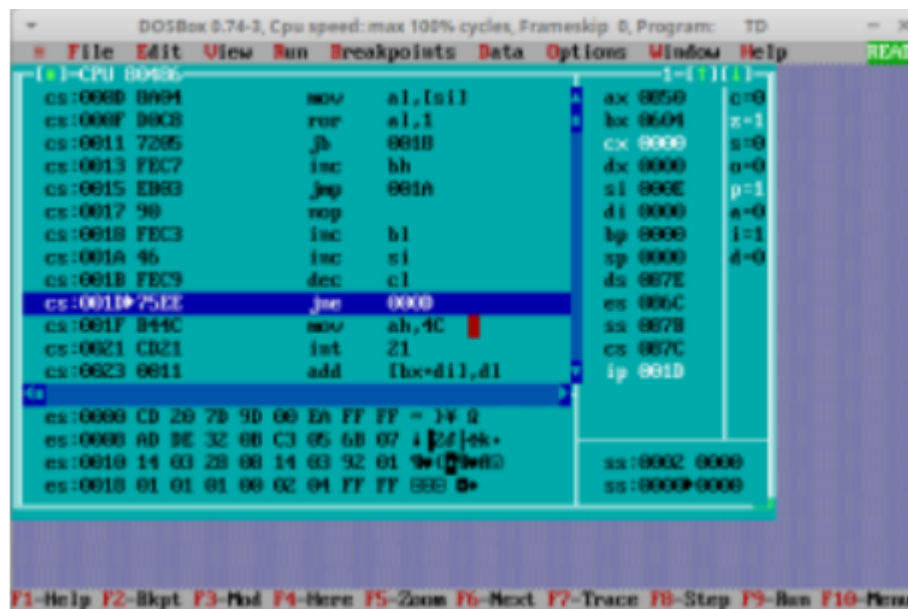 DOSBox 0.74-3, Cpu speed: max 100% cycles, Frameskip 0, Program: TD
≡ File Edit View Run Breakpoints Data Options Window Help READ
CPU 80486 1
cs:000D 8A04 mov al,[si] ax 0050 c=0
cs:000F D0C8 ror al,1 bx 0604 z=1
cs:0011 7205 jb 0018 cx 0000 s=0
cs:0013 FEC7 inc bh dx 0000 o=0
cs:0015 EB03 jmp 001A si 000E p=1
cs:0017 90 nop di 0000 a=0
cs:0018 FEC3 inc bl bp 0000 i=1
cs:001A 46 inc si sp 0000 d=0
cs:001B FEC9 dec cl ds 087E
cs:001D 75EE jne 000D es 086C
cs:001F B44C mov ah,4C ss 087B
cs:0021 CD21 int 21 cs 087C
cs:0023 0011 add [bx+di],dl ip 001D
es:0000 CD 20 7D 9D 00 EA FF FF
es:0008 AD DE 32 0B C3 05 6B 07
es:0010 14 03 28 08 14 03 92 01 ss:0002 0000
es:0018 01 01 01 00 02 04 FF FF ss:0000 0000
F1-Help F2-Bkpt F3-Mod F4-Here F5-Zoom F6-Next F7-Trace F8-Step F9-Run F10-Menu